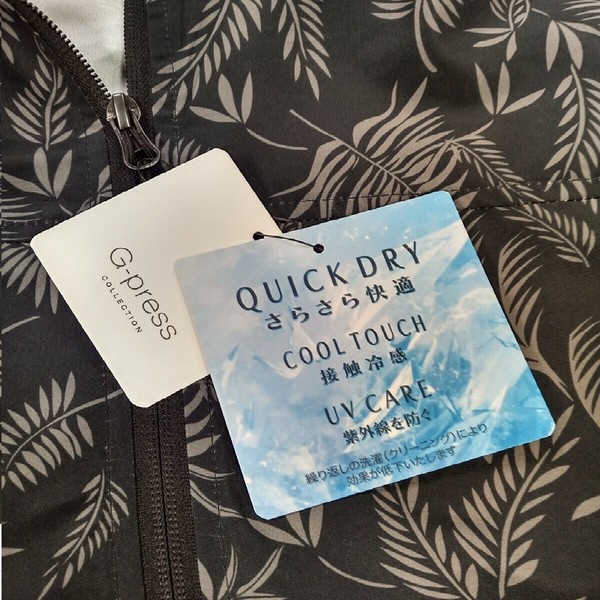 G-press
COLLECTION
QUICK DRY
さらさら快適
COOL TOUCH
接触冷感
UV CARE
紫外線を防ぐ
繰り返しの洗濯(クリーニング)により
効果が低下いたします